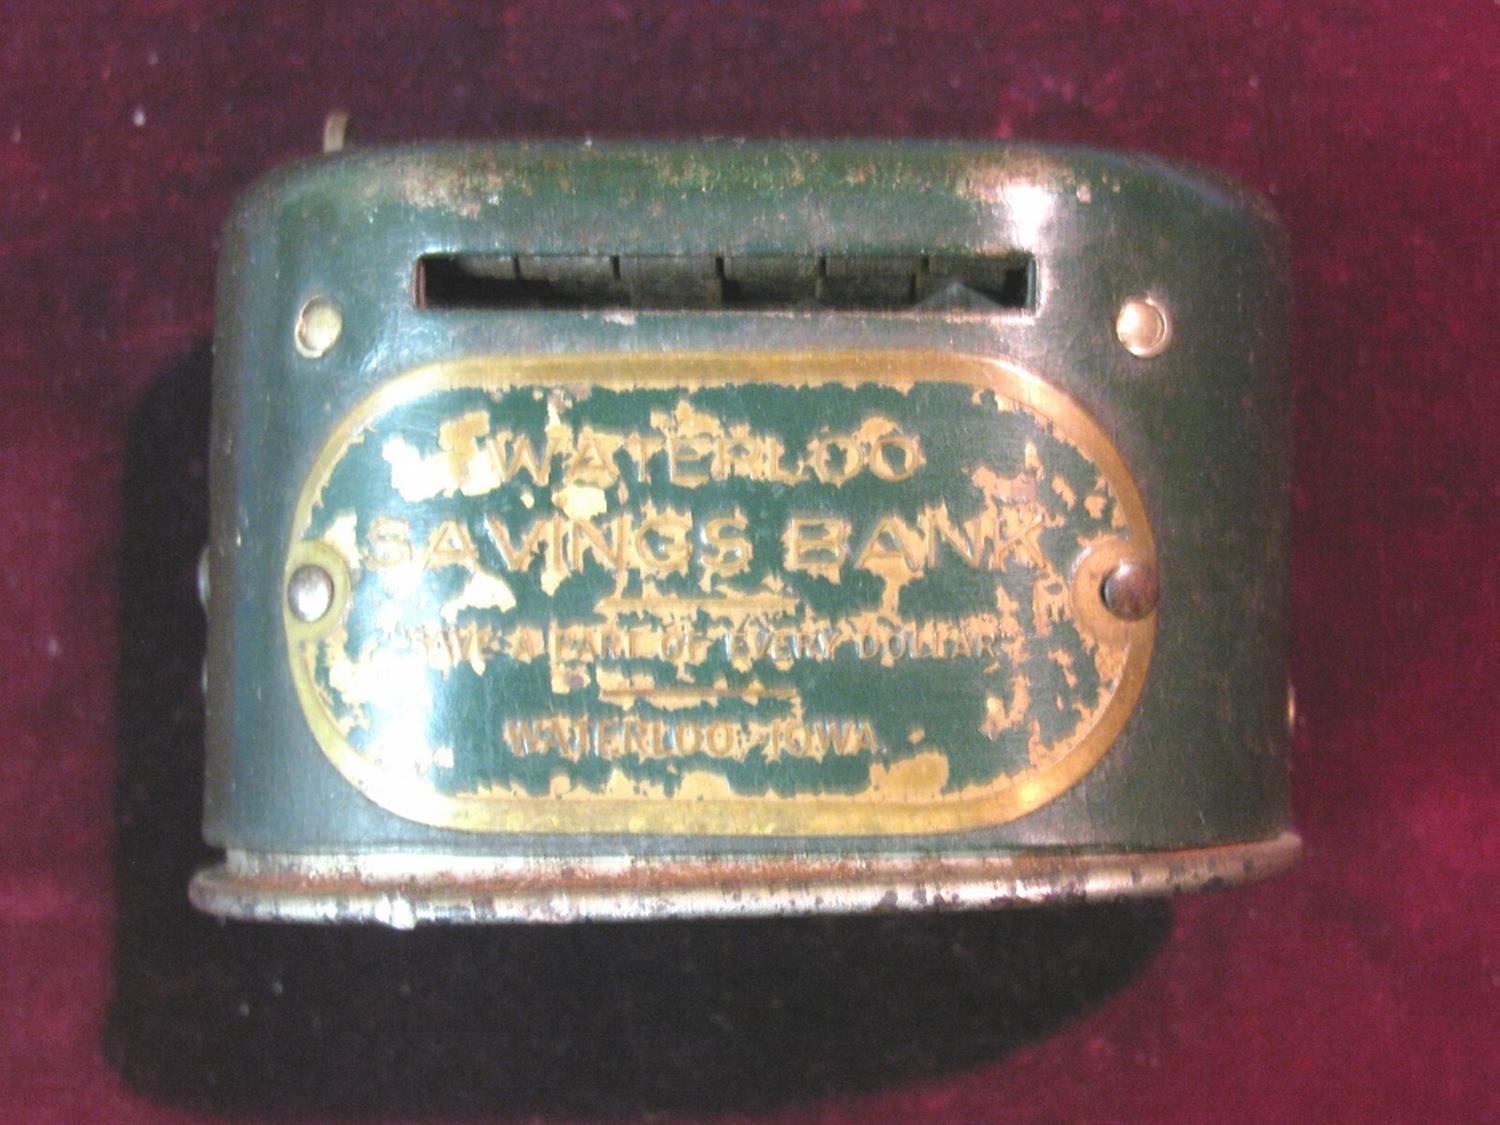 WATERLOO
SAVINGS BANK
"SAVE A PART OF EVERY DOLLAR"
WATERLOO, IOWA.